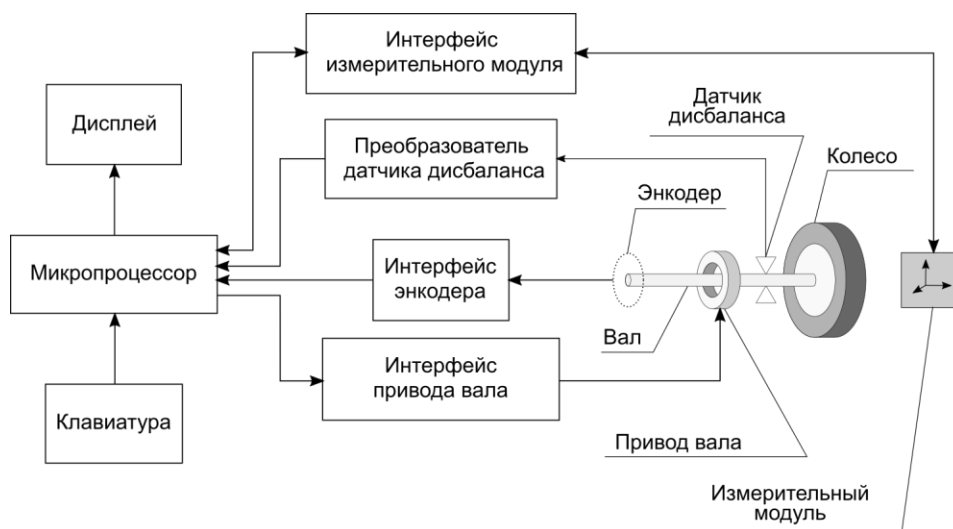 Интерфейс
измерительного модуля
Датчик
дисбаланса
Дисплей
Преобразователь
датчика дисбаланса
Колесо
Энкодер
Микропроцессор
Интерфейс
энкодера
Вал
Интерфейс
привода вала
Клавиатура
Привод вала
Измерительный
модуль